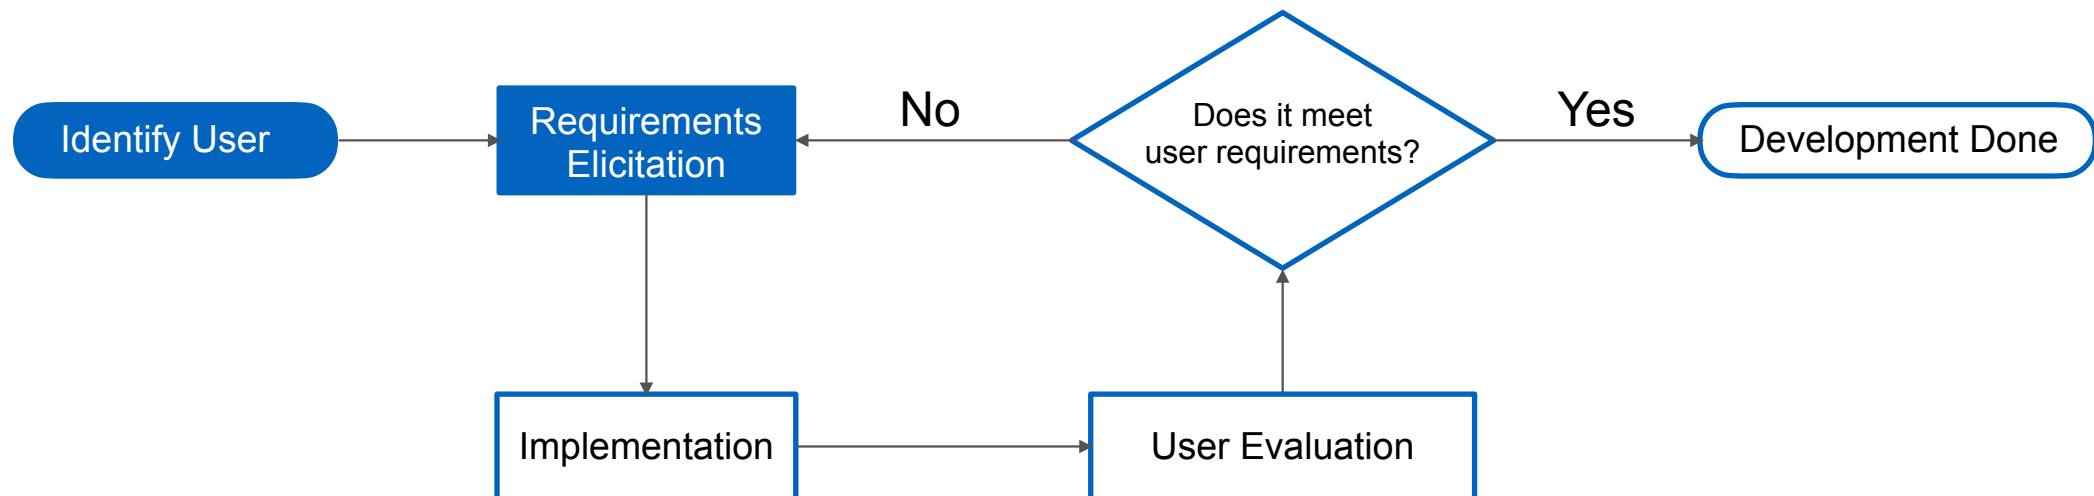 Identify User
Requirements
Elicitation
No
Does it meet
user requirements?
Yes
Development Done
Implementation
User Evaluation